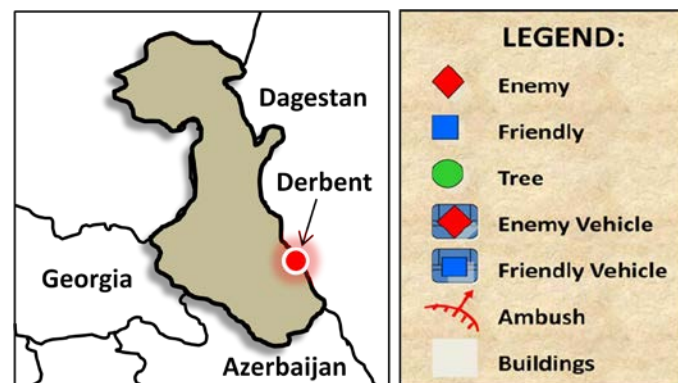 Dagestan
Derbent
Georgia
Azerbaijan
LEGEND:
Enemy
Friendly
Tree
Enemy Vehicle
Friendly Vehicle
Ambush
Buildings